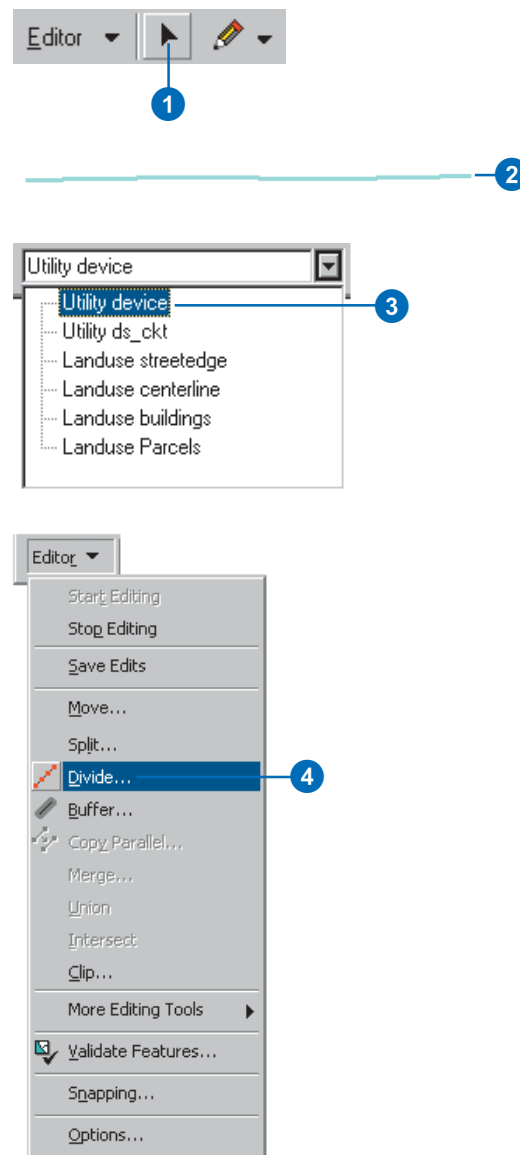 Editor
1
2
Utility device
Utility device
3
Utility ds_ckt
Landuse streetedge
Landuse centerline
Landuse buildings
Landuse Parcels
Editor
Start Editing
Stop Editing
Save Edits
Move...
Split...
Divide...
4
Buffer...
Copy Parallel...
Merge...
Union
Intersect
Clip...
More Editing Tools
Validate Features...
Snapping...
Options...